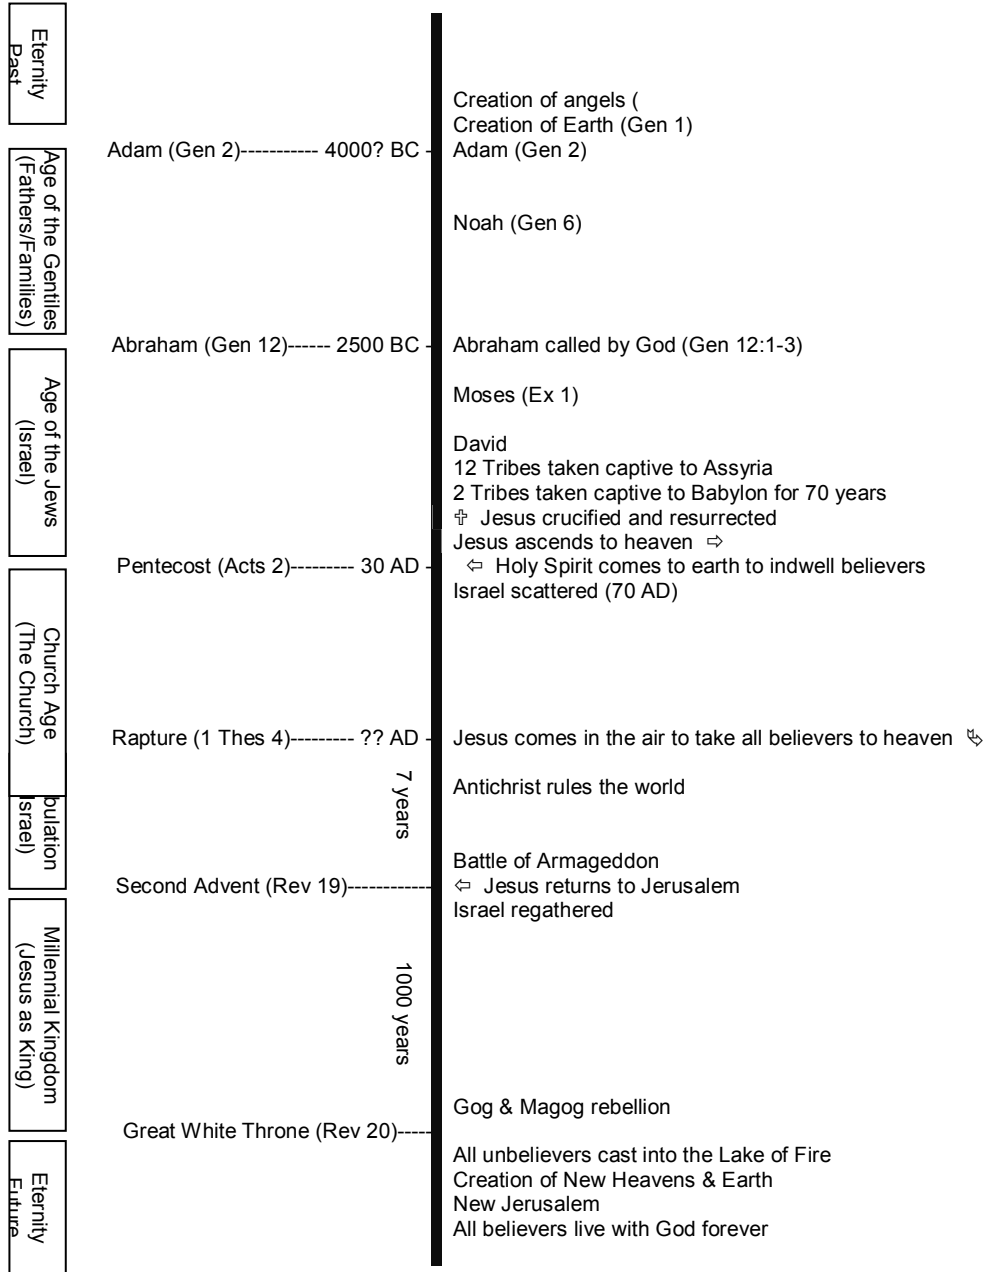 Eternity
Past
Creation of angels (
Creation of Earth (Gen 1)
Adam (Gen 2)----------- 4000? BC -
Adam (Gen 2)
Age of the Gentiles
(Fathers/Families)
Noah (Gen 6)
Abraham (Gen 12)------ 2500 BC -
Abraham called by God (Gen 12:1-3)
Age of the Jews
(Israel)
Moses (Ex 1)
David
12 Tribes taken captive to Assyria
2 Tribes taken captive to Babylon for 70 years
✞ Jesus crucified and resurrected
Jesus ascends to heaven ⇨
Pentecost (Acts 2)--------- 30 AD -
⇦ Holy Spirit comes to earth to indwell believers
Israel scattered (70 AD)
Church Age
(The Church)
Rapture (1 Thes 4)--------- ?? AD -
Jesus comes in the air to take all believers to heaven
7 years
Antichrist rules the world
bulation
Israel)
Battle of Armageddon
Second Advent (Rev 19)------------
⇦ Jesus returns to Jerusalem
Israel regathered
Millennial Kingdom
(Jesus as King)
1000 years
Gog & Magog rebellion
Great White Throne (Rev 20)-----
All unbelievers cast into the Lake of Fire
Creation of New Heavens & Earth
New Jerusalem
All believers live with God forever
Eternity
Future